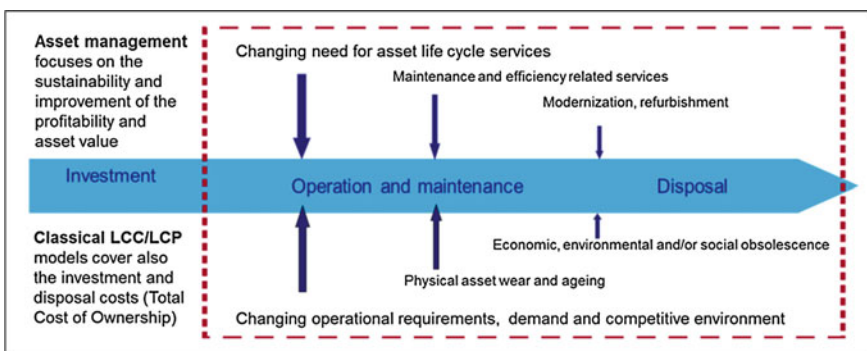 Asset management
focuses on the
sustainability and
improvement of the
profitability and
asset value
Changing need for asset life cycle services
Maintenance and efficiency related services
Modernization, refurbishment
Investment
Operation and maintenance
Disposal
Classical LCC/LCP
models cover also
the investment and
disposal costs (Total
Cost of Ownership)
Economic, environmental and/or social obsolescence
Physical asset wear and ageing
Changing operational requirements, demand and competitive environment